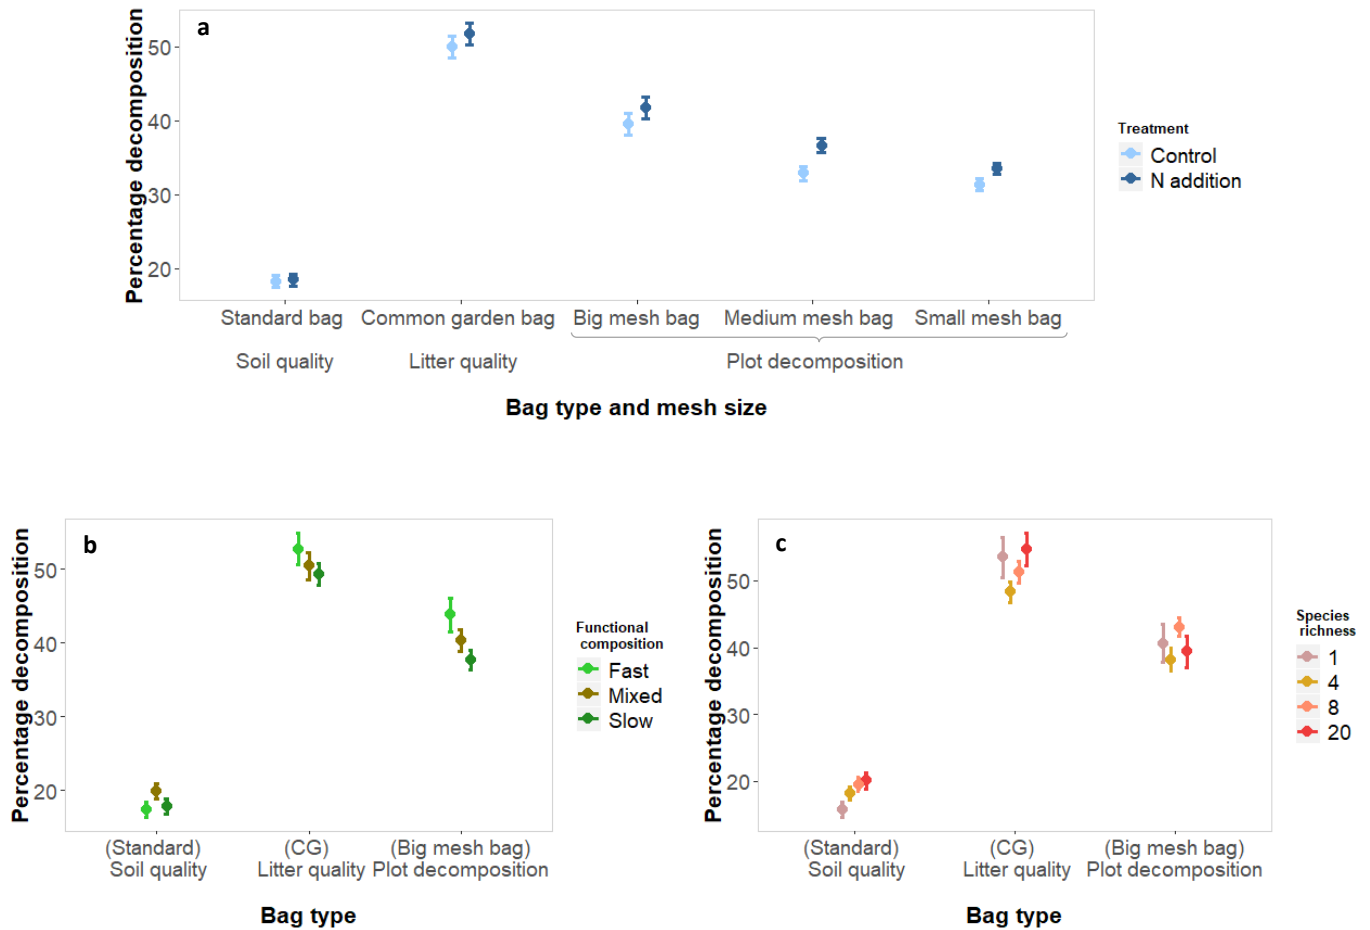 a
Percentage decomposition
50
40
30
20
Standard bag Common garden bag Big mesh bag Medium mesh bag Small mesh bag
Soil quality Litter quality Plot decomposition
Bag type and mesh size
Treatment
Control
N addition
b
Percentage decomposition
50
40
30
20
(Standard) (CG) (Big mesh bag)
Soil quality Litter quality Plot decomposition
Bag type
Functional
composition
Fast
Mixed
Slow
c
Percentage decomposition
50
40
30
20
(Standard) (CG) (Big mesh bag)
Soil quality Litter quality Plot decomposition
Bag type
Species
richness
1
4
8
20